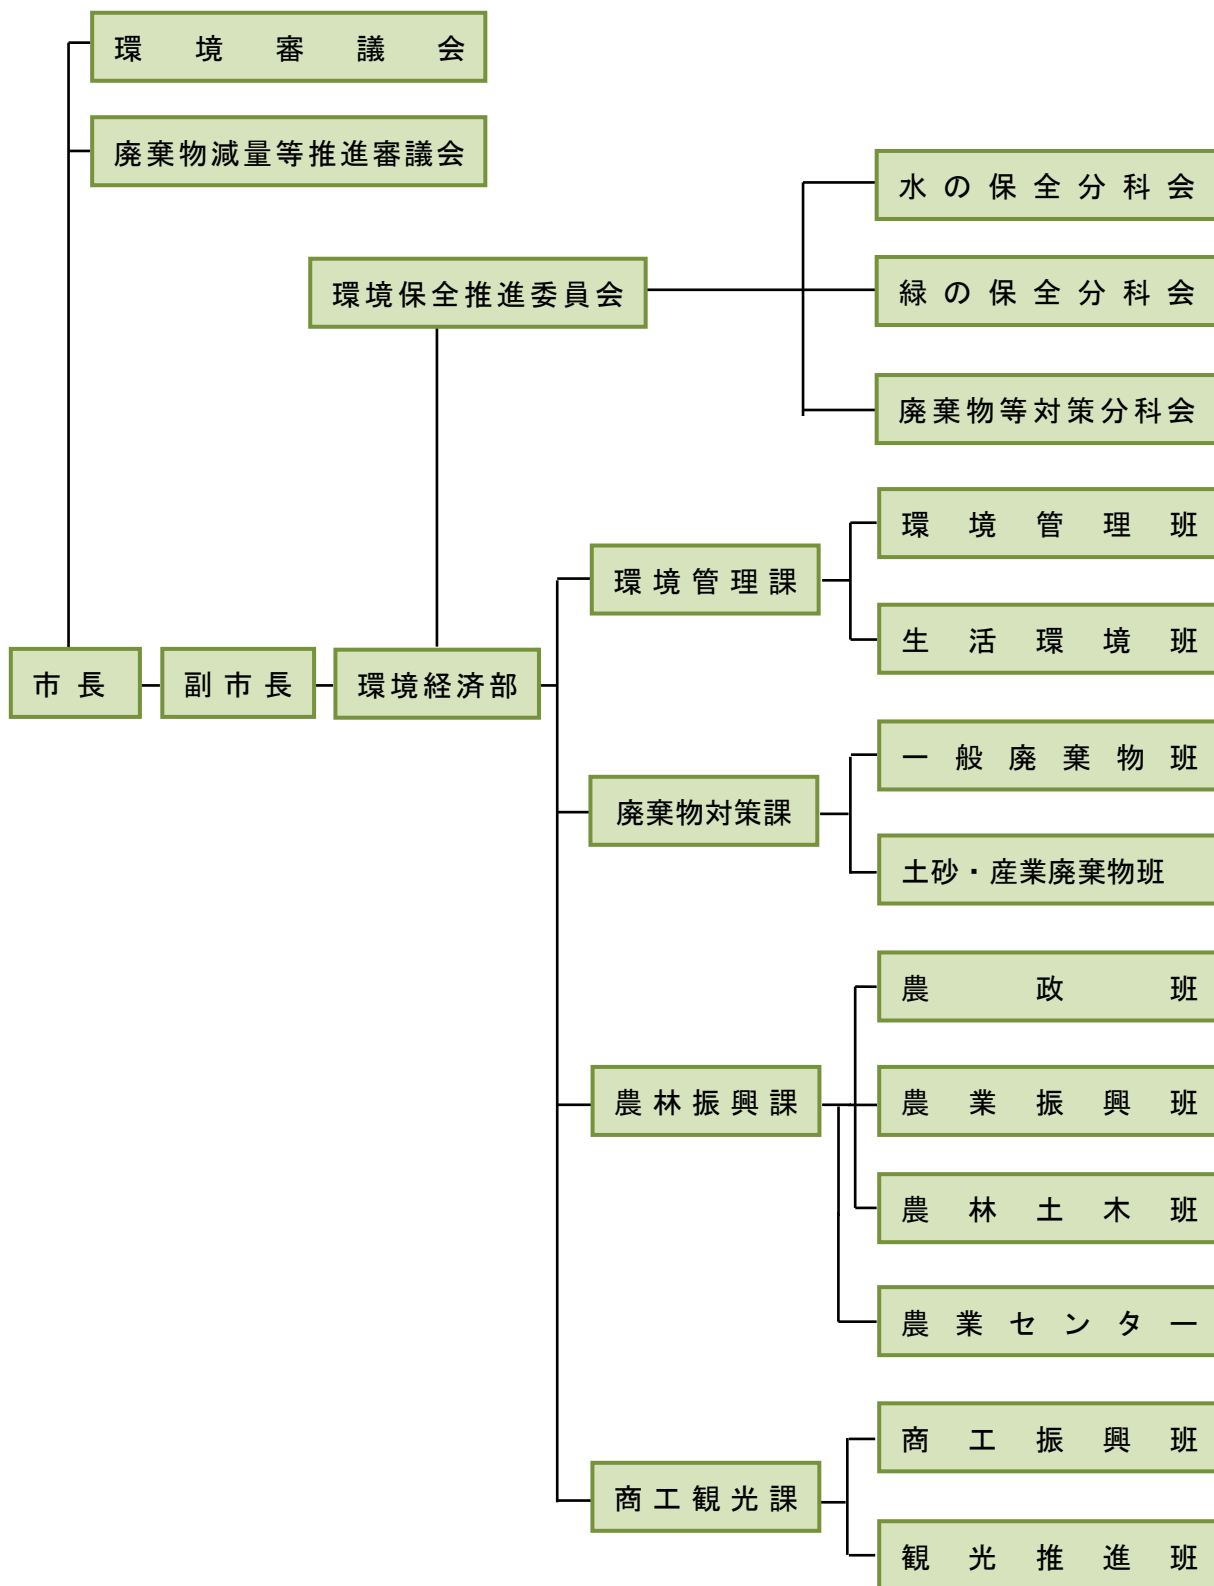 環境審議会
廃棄物減量等推進審議会
水の保全分科会
環境保全推進委員会
緑の保全分科会
廃棄物等対策分科会
環境管理班
環境管理課
生活環境班
市長
副市長
環境経済部
一般廃棄物班
廃棄物対策課
土砂・産業廃棄物班
農政班
農林振興課
農業振興班
農林土木班
農業センター
商工振興班
商工観光課
観光推進班